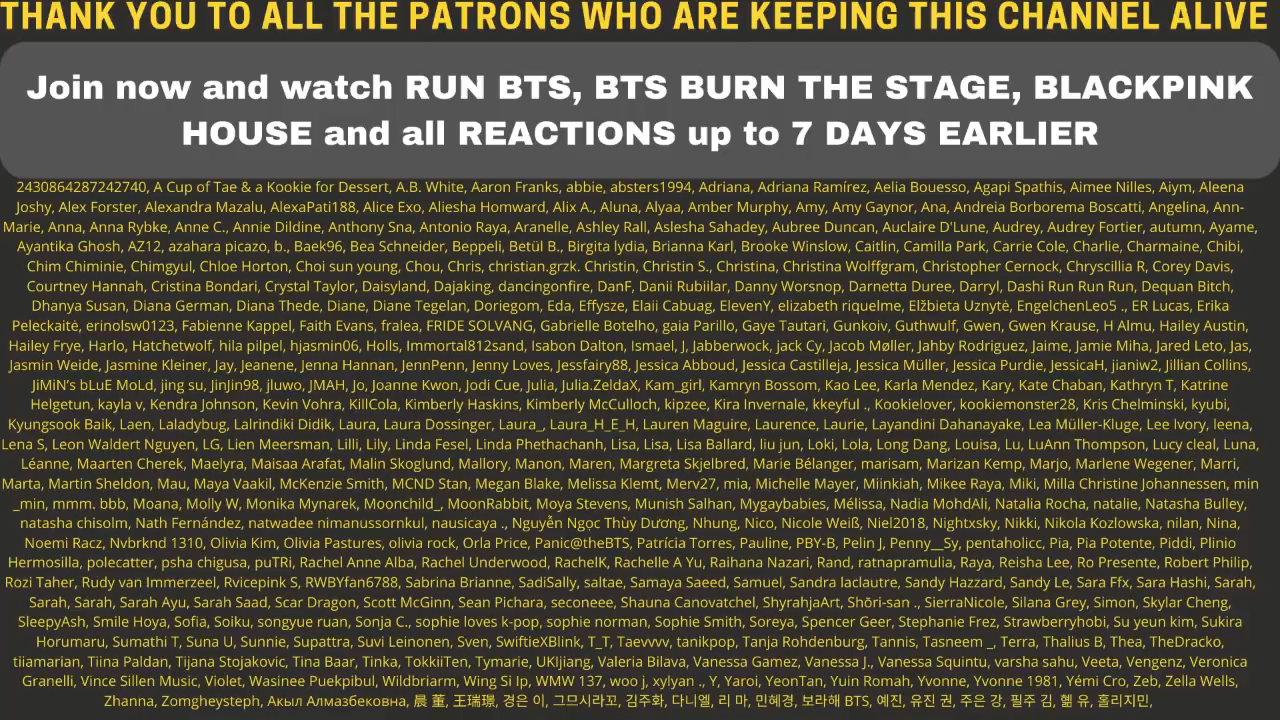 THANK YOU TO ALL THE PATRONS WHO ARE KEEPING THIS CHANNEL ALIVE
Join now and watch RUN BTS, BTS BURN THE STAGE, BLACKPINK
HOUSE and all REACTIONS up to 7 DAYS EARLIER
2430864287242740, A Cup of Tae & a Kookie for Dessert, A.B. White, Aaron Franks, abbie, absters1994, Adriana, Adriana Ramírez, Aelia Bouesso, Agapi Spathis, Aimee Nilles, Aiym, Aleena
Joshy, Alex Forster, Alexandra Mazalu, AlexaPati188, Alice Exo, Aliesha Homward, Alix A., Aluna, Alyaa, Amber Murphy, Amy, Amy Gaynor, Ana, Andreia Borborema Boscatti, Angelina, Ann-
Marie, Anna, Anna Rybke, Anne C., Annie Dildine, Anthony Sna, Antonio Raya, Aranelle, Ashley Rall, Aslesha Sahadey, Aubree Duncan, Auclaire D'Lune, Audrey, Audrey Fortier, autumn, Ayame,
Ayantika Ghosh, AZ12, azahara picazo, b., Baek96, Bea Schneider, Beppeli, Betül B., Birgita lydia, Brianna Karl, Brooke Winslow, Caitlin, Camilla Park, Carrie Cole, Charlie, Charmaine, Chibi,
Chim Chiminie, Chimgyul, Chloe Horton, Choi sun young, Chou, Chris, christian.grzk. Christin, Christin S., Christina, Christina Wolffgram, Christopher Cernock, Chryscillia R, Corey Davis,
Courtney Hannah, Cristina Bondari, Crystal Taylor, Daisyland, Dajaking, dancingonfire, DanF, Danii Rubiilar, Danny Worsnop, Darnetta Duree, Darryl, Dashi Run Run Run, Dequan Bitch,
Dhanya Susan, Diana German, Diana Thede, Diane, Diane Tegelan, Doriegom, Eda, Effysze, Elaii Cabuag, ElevenY, elizabeth riquelme, Elžbieta Uznytė, EngelchenLeo5 ., ER Lucas, Erika
Peleckaitė, erinolsw0123, Fabienne Kappel, Faith Evans, fralea, FRIDE SOLVANG, Gabrielle Botelho, gaia Parillo, Gaye Tautari, Gunkoiv, Guthwulf, Gwen, Gwen Krause, H Almu, Hailey Austin,
Hailey Frye, Harlo, Hatchetwolf, hila pilpel, hjasmin06, Holls, Immortal812sand, Isabon Dalton, Ismael, J, Jabberwock, jack Cy, Jacob Møller, Jahby Rodriguez, Jaime, Jamie Miha, Jared Leto, Jas,
Jasmin Weide, Jasmine Kleiner, Jay, Jeanene, Jenna Hannan, JennPenn, Jenny Loves, Jessfairy88, Jessica Abboud, Jessica Castilleja, Jessica Müller, Jessica Purdie, JessicaH, jianiw2, Jillian Collins,
JiMiN's bLuE MoLd, jing su, JinJin98, jluwo, JMAH, Jo, Joanne Kwon, Jodi Cue, Julia, Julia.ZeldaX, Kam_girl, Kamryn Bossom, Kao Lee, Karla Mendez, Kary, Kate Chaban, Kathryn T, Katrine
Helgetun, kayla v, Kendra Johnson, Kevin Vohra, KillCola, Kimberly Haskins, Kimberly McCulloch, kipzee, Kira Invernale, kkeyful ., Kookielover, kookiemonster28, Kris Chelminski, kyubi,
Kyungsook Baik, Laen, Laladybug, Lalrindiki Didik, Laura, Laura Dossinger, Laura_, Laura_H_E_H, Lauren Maguire, Laurence, Laurie, Layandini Dahanayake, Lea Müller-Kluge, Lee Ivory, leena,
Lena S, Leon Waldert Nguyen, LG, Lien Meersman, Lilli, Lily, Linda Fesel, Linda Phethachanh, Lisa, Lisa, Lisa Ballard, liu jun, Loki, Lola, Long Dang, Louisa, Lu, LuAnn Thompson, Lucy cleal, Luna,
Léanne, Maarten Cherek, Maelyra, Maisaa Arafat, Malin Skoglund, Mallory, Manon, Maren, Margreta Skjelbred, Marie Bélanger, marisam, Marizan Kemp, Marjo, Marlene Wegener, Marri,
Marta, Martin Sheldon, Mau, Maya Vaakil, McKenzie Smith, MCND Stan, Megan Blake, Melissa Klemt, Merv27, mia, Michelle Mayer, Miinkiah, Mikee Raya, Miki, Milla Christine Johannessen, min
_min, mmm. bbb, Moana, Molly W, Monika Mynarek, Moonchild_, MoonRabbit, Moya Stevens, Munish Salhan, Mygaybabies, Mélissa, Nadia MohdAli, Natalia Rocha, natalie, Natasha Bulley,
natasha chisolm, Nath Fernández, natwadee nimanussornkul, nausicaya ., Nguyễn Ngọc Thùy Dương, Nhung, Nico, Nicole Weiß, Niel2018, Nightxsky, Nikki, Nikola Kozlowska, nilan, Nina,
Noemi Racz, Nvbrknd 1310, Olivia Kim, Olivia Pastures, olivia rock, Orla Price, Panic@theBTS, Patrícia Torres, Pauline, PBY-B, Pelin J, Penny__Sy, pentaholicc, Pia, Pia Potente, Piddi, Plinio
Hermosilla, polecatter, psha chigusa, puTRi, Rachel Anne Alba, Rachel Underwood, RachelK, Rachelle A Yu, Raihana Nazari, Rand, ratnapramulia, Raya, Reisha Lee, Ro Presente, Robert Philip,
Rozi Taher, Rudy van Immerzeel, Rvicepink S, RWBYfan6788, Sabrina Brianne, SadiSally, saltae, Samaya Saeed, Samuel, Sandra laclautre, Sandy Hazzard, Sandy Le, Sara Ffx, Sara Hashi, Sarah,
Sarah, Sarah, Sarah Ayu, Sarah Saad, Scar Dragon, Scott McGinn, Sean Pichara, seconeee, Shauna Canovatchel, ShyrahjaArt, Shōri-san ., SierraNicole, Silana Grey, Simon, Skylar Cheng,
SleepyAsh, Smile Hoya, Sofia, Soiku, songyue ruan, Sonja C., sophie loves k-pop, sophie norman, Sophie Smith, Soreya, Spencer Geer, Stephanie Frez, Strawberryhobi, Su yeun kim, Sukira
Horumaru, Sumathi T, Suna U, Sunnie, Supattra, Suvi Leinonen, Sven, SwiftieXBlink, T_T, Taevvvv, tanikpop, Tanja Rohdenburg, Tannis, Tasneem _, Terra, Thalius B, Thea, TheDracko,
tiiamarian, Tiina Paldan, Tijana Stojakovic, Tina Baar, Tinka, TokkiiTen, Tymarie, UKIjiang, Valeria Bilava, Vanessa Gamez, Vanessa J., Vanessa Squintu, varsha sahu, Veeta, Vengenz, Veronica
Granelli, Vince Sillen Music, Violet, Wasinee Puekpibul, Wildbriarm, Wing Si Ip, WMW 137, woo j, xylyan ., Y, Yaroi, YeonTan, Yuin Romah, Yvonne, Yvonne 1981, Yémi Cro, Zeb, Zella Wells,
Zhanna, Zomgheysteph, Акыл Алмазбековна, 晨 董, 王瑞璟, 경은 이, 그므시라꼬, 김주화, 다니엘, 리 마, 민혜경, 보라해 BTS, 예진, 유진 권, 주은 강, 필주 김, 혫 유, 홀리지민,